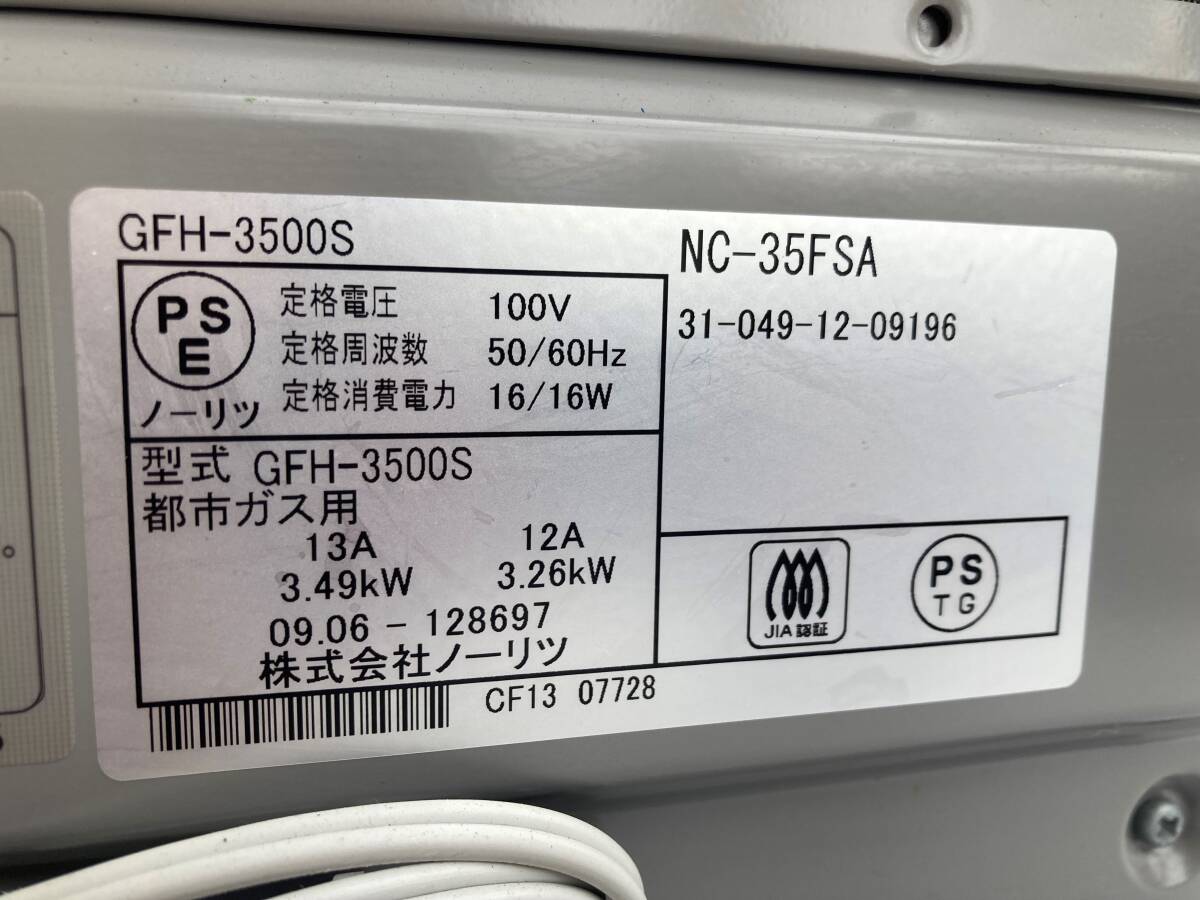 GFH-3500S
PS
E
ノーリツ
定格電圧 100V
定格周波数 50/60Hz
定格消費電力 16/16W
型式 GFH-3500S
都市ガス用
13A 12A
3.49kW 3.26kW
09.06 - 128697
株式会社ノーリツ
CF13 07728
NC-35FSA
31-049-12-09196
JIA認証
PS
TG